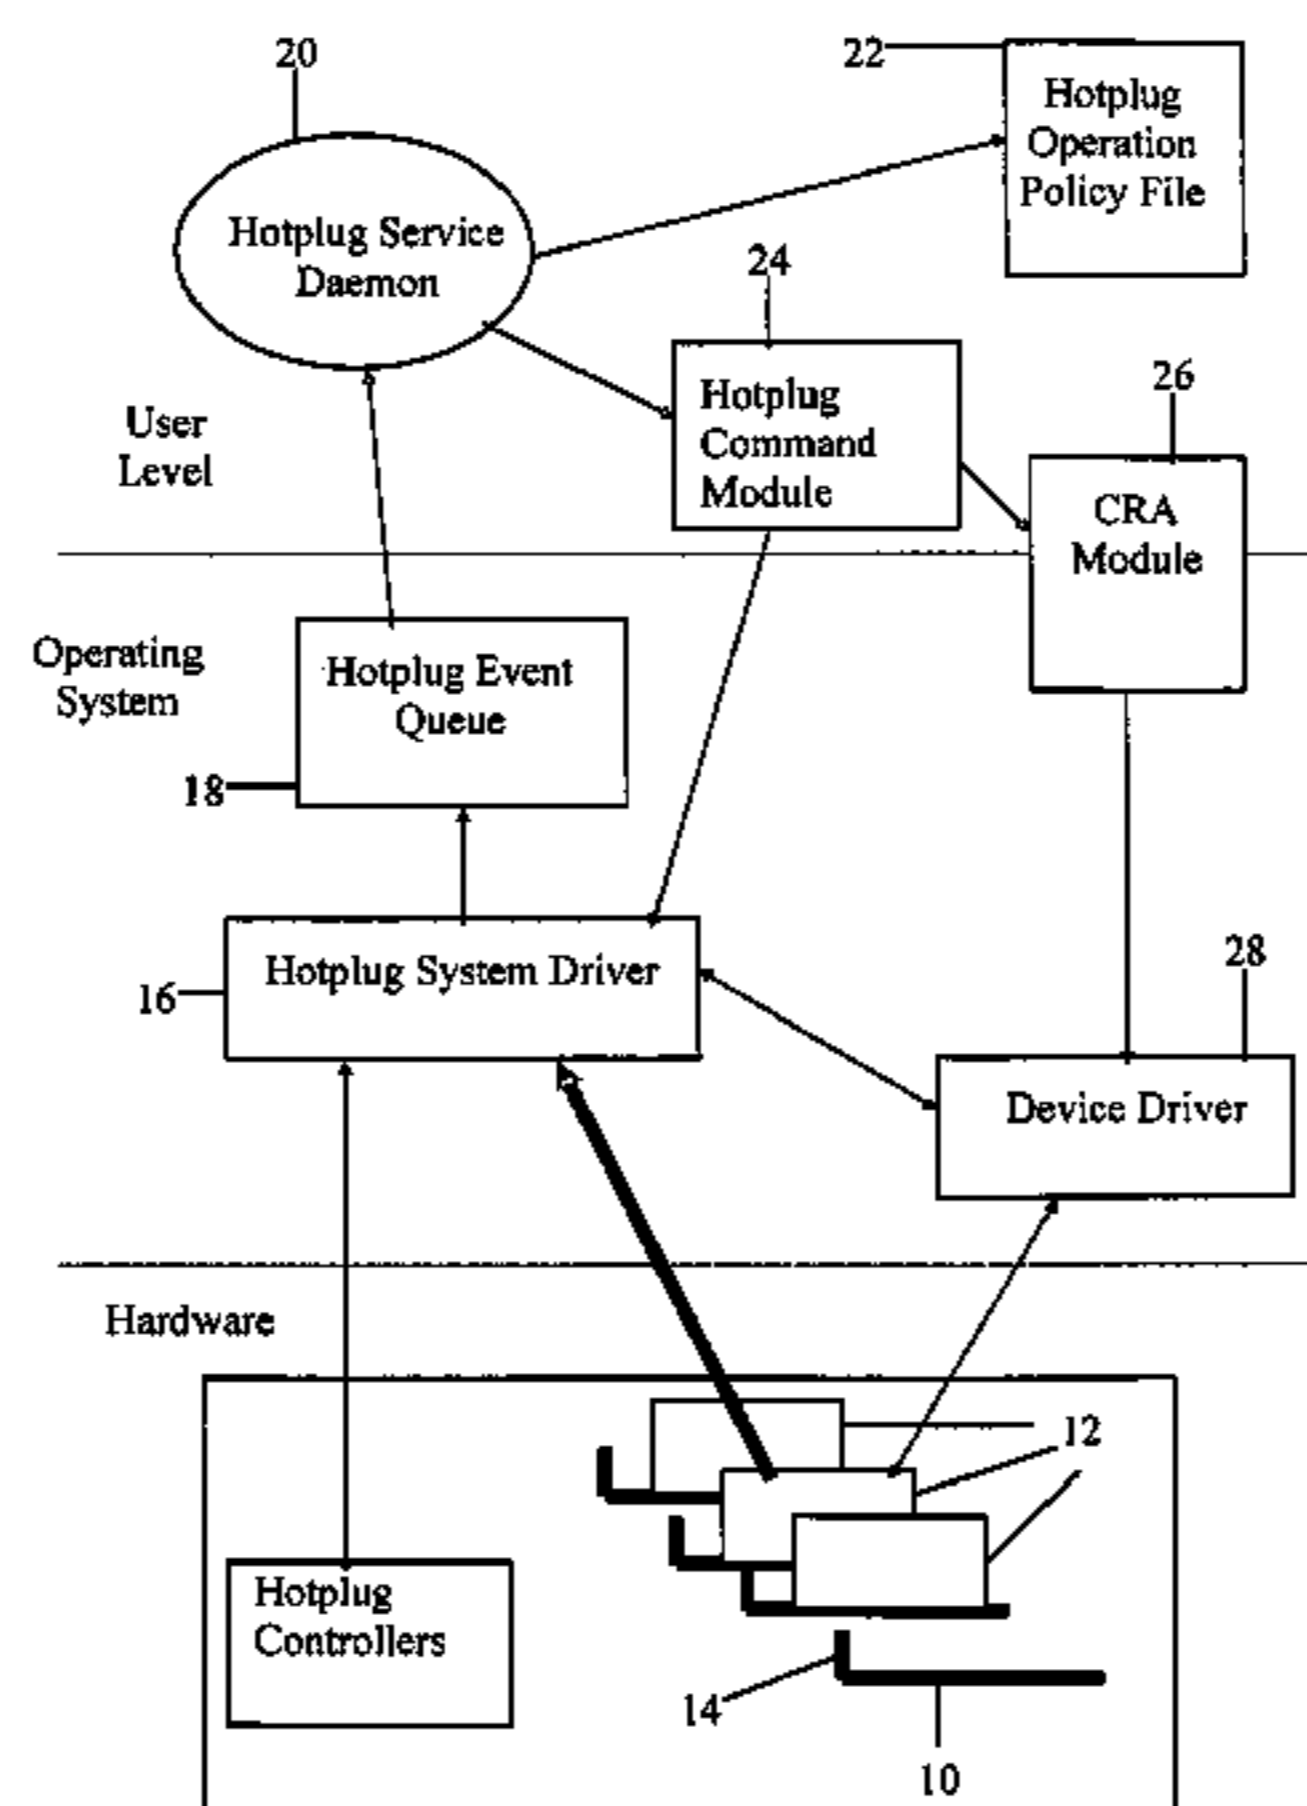 20
22
Hotplug
Operation
Policy File
Hotplug Service
Daemon
24
Hotplug
Command
Module
26
CRA
Module
User
Level
Operating
System
Hotplug Event
Queue
18
Hotplug System Driver
16
28
Device Driver
Hardware
12
Hotplug
Controllers
14
10